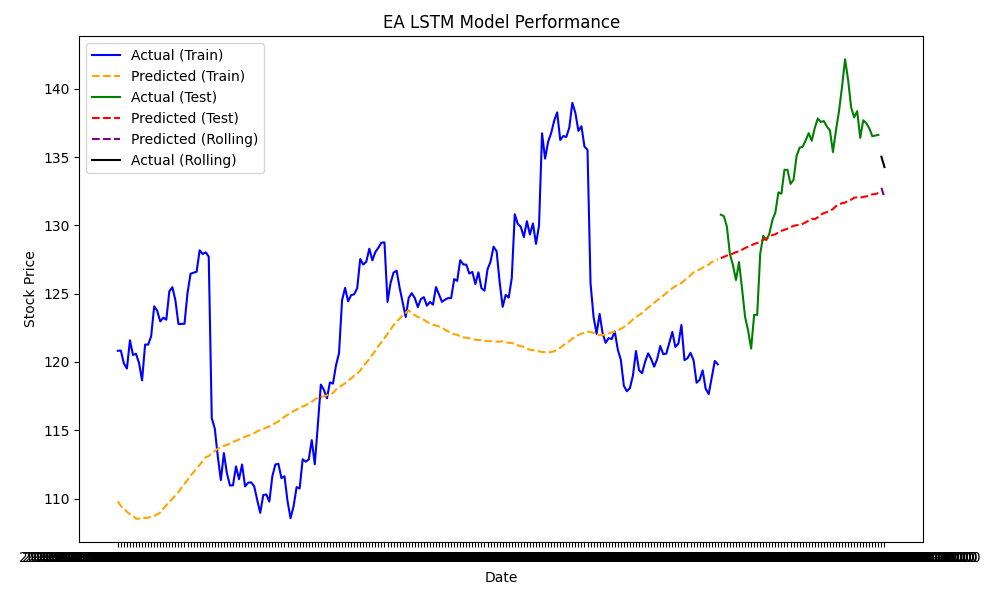 EA LSTM Model Performance
Actual (Train)
Predicted (Train)
Actual (Test)
Predicted (Test)
Predicted (Rolling)
Actual (Rolling)
Stock Price
140
135
130
125
120
115
110
Date